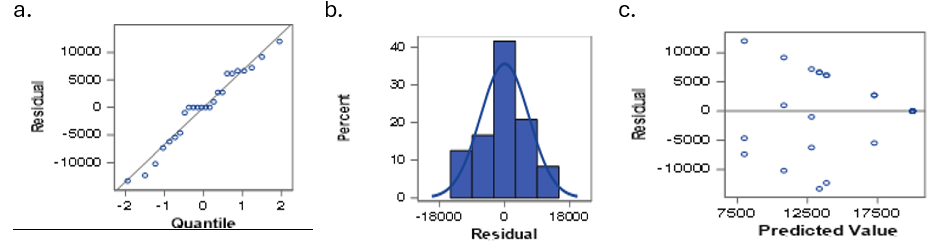 a.
10000
5000
0
-5000
-10000
Residual
-2 -1 0 1 2
Quantile
b.
40
30
20
10
0
Percent
-18000 0 18000
Residual
c.
10000
5000
0
-5000
-10000
Residual
7500 12500 17500
Predicted Value